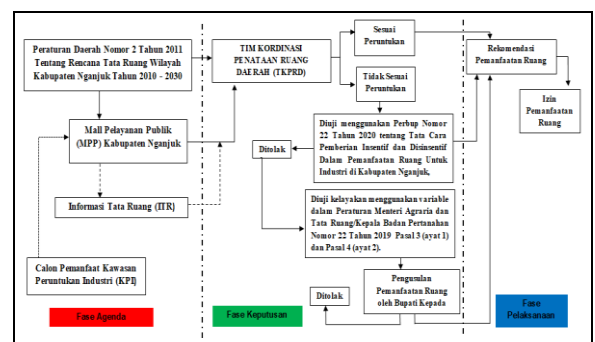 Peraturan Daerah Nomor 2 Tahun 2011
Tentang Rencana Tata Ruang Wilayah
Kabupaten Nganjuk Tahun 2010 - 2030
Mall Pelayanan Publik
(MPP) Kabupaten Nganjuk
Informasi Tata Ruang (ITR)
Calon Pemanfaat Kawasan
Peruntukan Industri (KPI)
Fase Agenda
TIM KORDINASI
PENATAAN RUANG
DAERAH (TKPRD)
Sesuai
Peruntukan
Tidak Sesuai
Peruntukan
Ditolak
Diuji menggunakan Perbup Nomor
22 Tahun 2020 tentang Tata Cara
Pemberian Insentif dan Disinsentif
Dalam Pemanfaatan Ruang Untuk
Industri di Kabupaten Nganjuk,
Diuji kelayakan menggunakan variable
dalam Peraturan Menteri Agraria dan
Tata Ruang/Kepala Badan Pertanahan
Nomor 22 Tahun 2019 Pasal 3 (ayat 1)
dan Pasal 4 (ayat 2).
Ditolak
Pengusulan
Pemanfaatan Ruang
oleh Bupati Kepada
Fase Keputusan
Rekomendasi
Pemanfaatan Ruang
Izin
Pemanfaatan
Ruang
Fase
Pelaksanaan